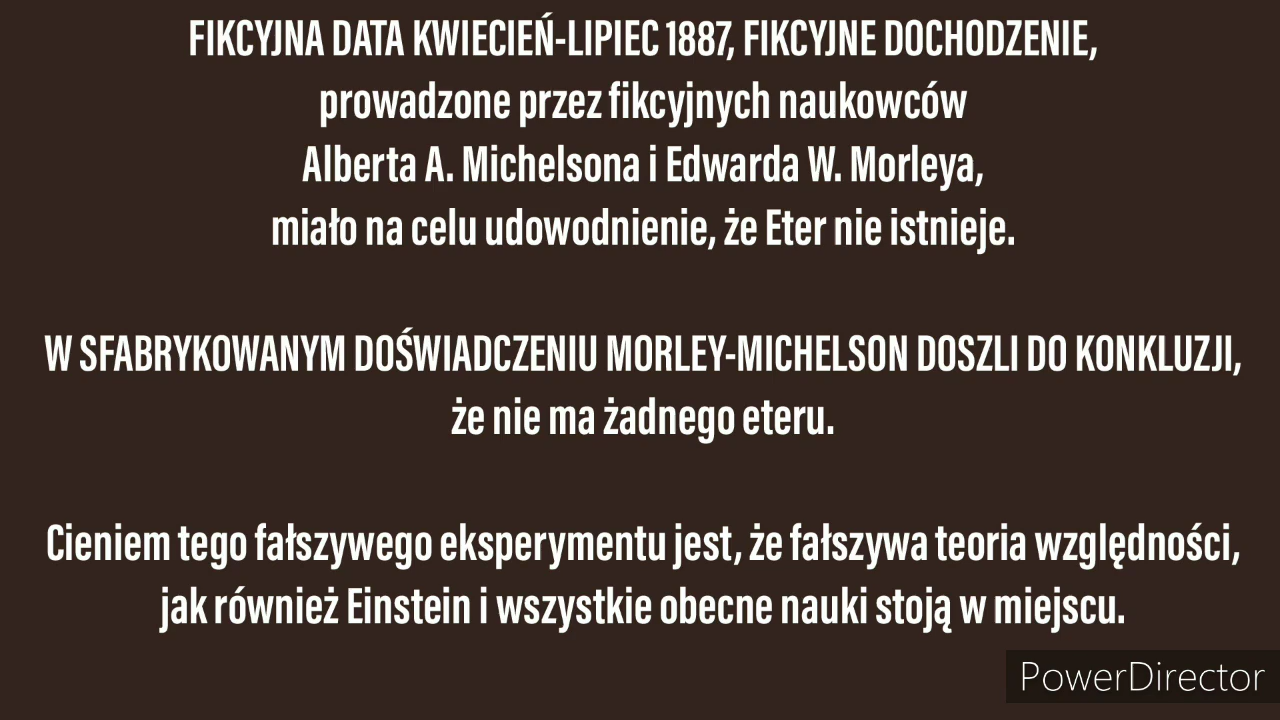 FIKCYJNA DATA KWIECIEŃ-LIPIEC 1887, FIKCYJNE DOCHODZENIE,
prowadzone przez fikcyjnych naukowców
Alberta A. Michelsona i Edwarda W. Morleya,
miało na celu udowodnienie, że Eter nie istnieje.
W SFABRYKOWANYM DOŚWIADCZENIU MORLEY-MICHELSON DOSZLI DO KONKLUZJI,
że nie ma żadnego eteru.
Cieniem tego fałszywego eksperymentu jest, że fałszywa teoria względności,
jak również Einstein i wszystkie obecne nauki stoją w miejscu.
PowerDirector